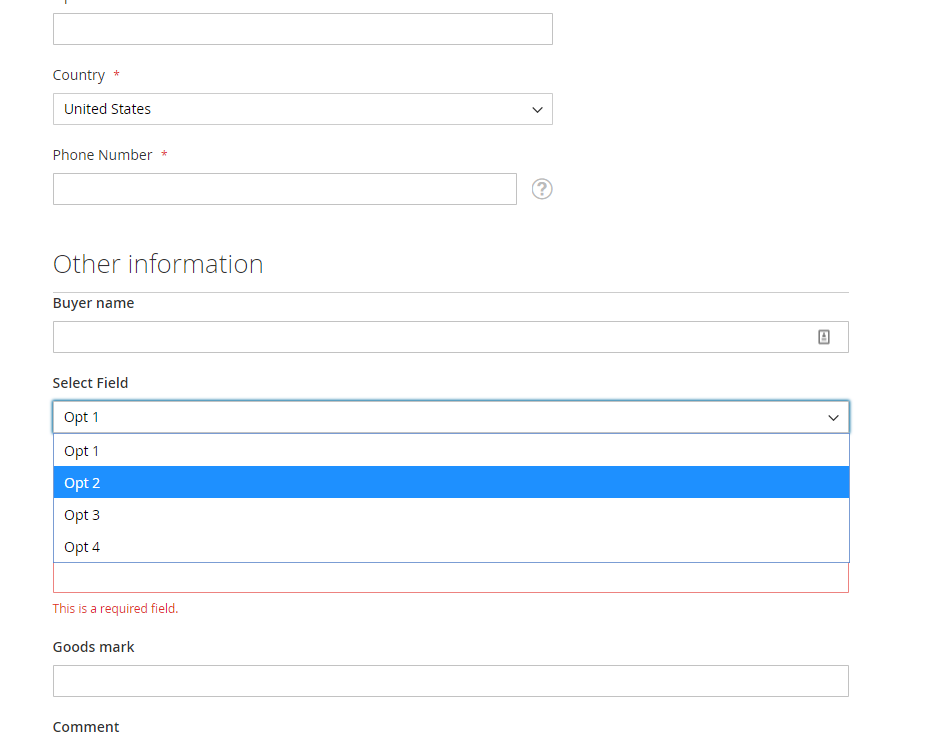 Country *
United States
Phone Number *
?
Other information
Buyer name
Select Field
Opt 1
Opt 1
Opt 2
Opt 3
Opt 4
This is a required field.
Goods mark
Comment